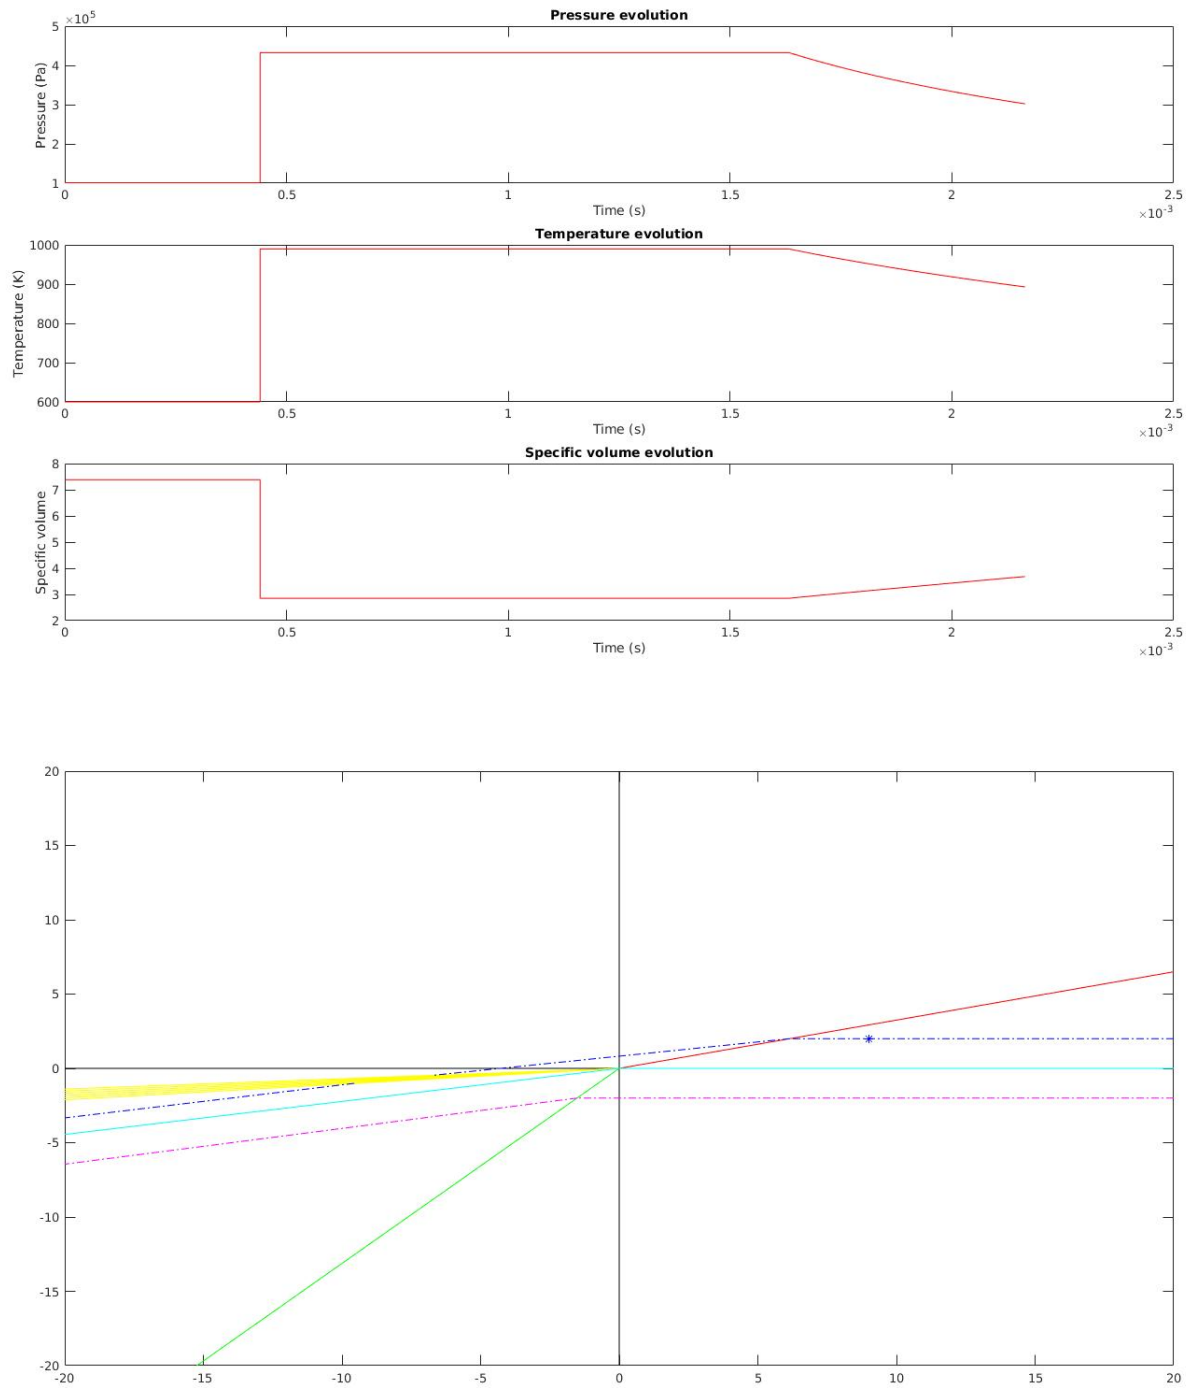 Pressure evolution
×10^5
Pressure (Pa)
5
4
3
2
1
0 0.5 1 1.5 2 2.5
Time (s)
×10^-3
Temperature evolution
Temperature (K)
1000
900
800
700
600
0 0.5 1 1.5 2 2.5
Time (s)
×10^-3
Specific volume evolution
Specific volume
8
7
6
5
4
3
2
0 0.5 1 1.5 2 2.5
Time (s)
×10^-3
20
15
10
5
0
-5
-10
-15
-20
-20 -15 -10 -5 0 5 10 15 20